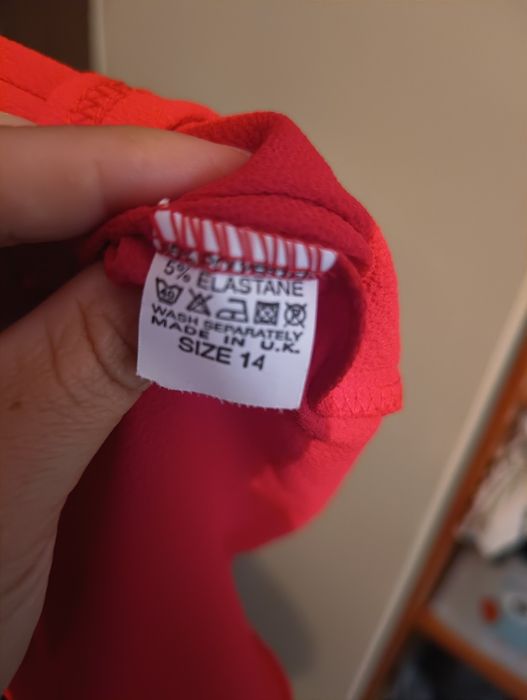 5% ELASTANE
WASH SEPARATELY
MADE IN U.K.
SIZE 14